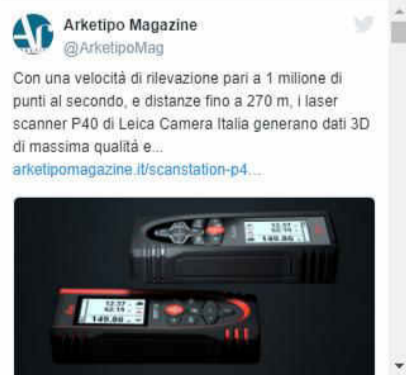 Arketipo Magazine
@ArketipoMag
Con una velocità di rilevazione pari a 1 milione di
punti al secondo, e distanze fino a 270 m, i laser
scanner P40 di Leica Camera Italia generano dati 3D
di massima qualità e...
arketipomagazine.it/scanstation-p4...